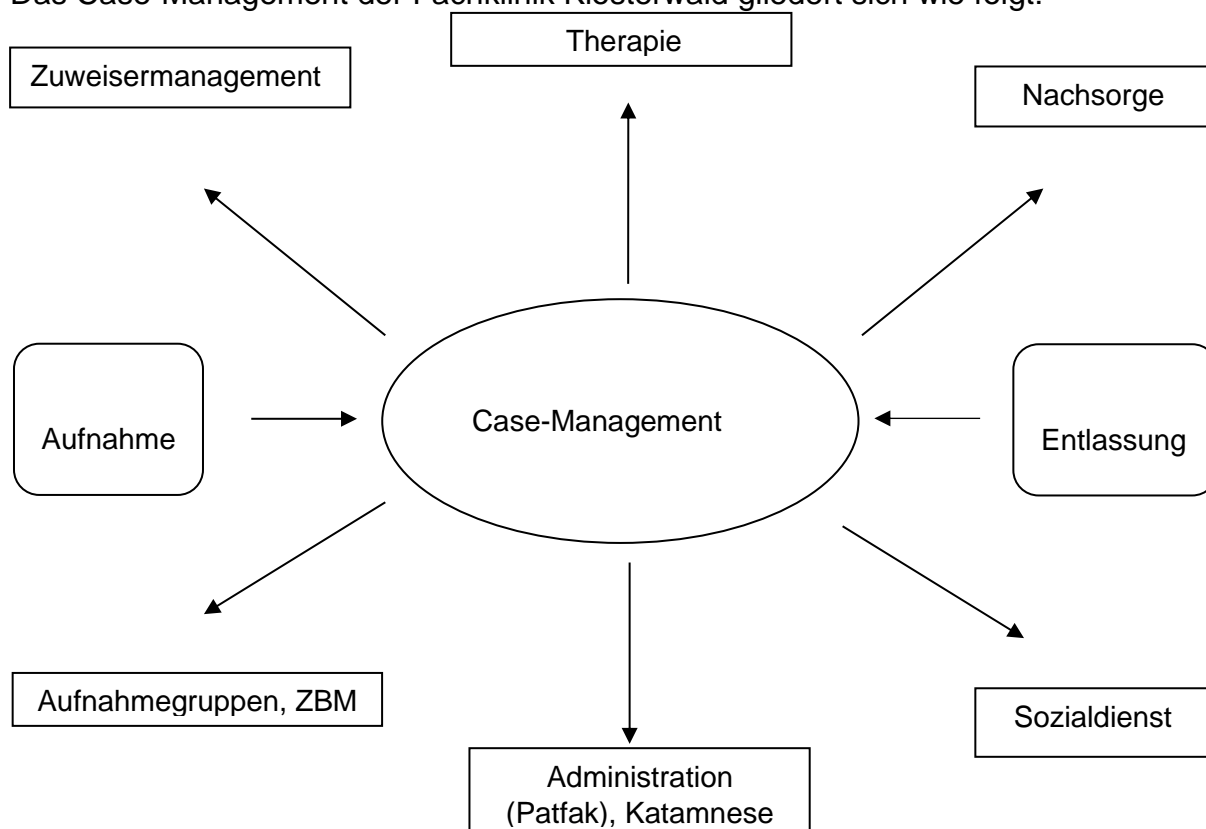 Das Case-Management der Fachklinik Klosterwald gliedert sich wie folgt:
Therapie
Zuweisermanagement
Nachsorge
Aufnahme
Case-Management
Entlassung
Aufnahmegruppen, ZBM
Sozialdienst
Administration
(Patfak), Katamnese